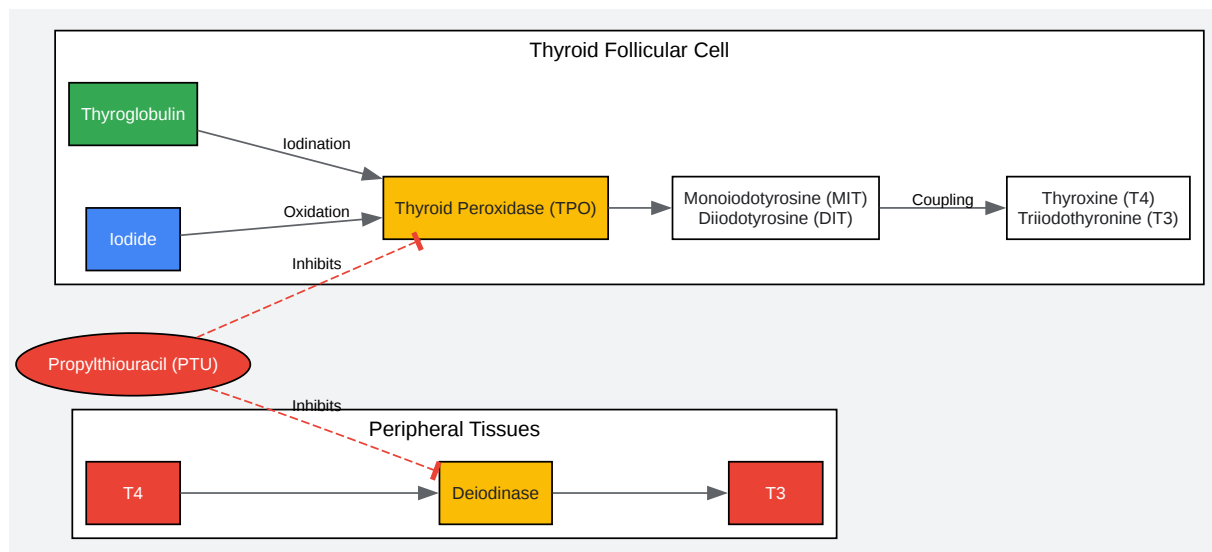 Thyroid Follicular Cell
Thyroglobulin
Iodination
Iodide
Oxidation
Thyroid Peroxidase (TPO)
Monoiodotyrosine (MIT)
Diiodotyrosine (DIT)
Coupling
Thyroxine (T4)
Triiodothyronine (T3)
Inhibits
Propylthiouracil (PTU)
Inhibits
Peripheral Tissues
T4
Deiodinase
T3